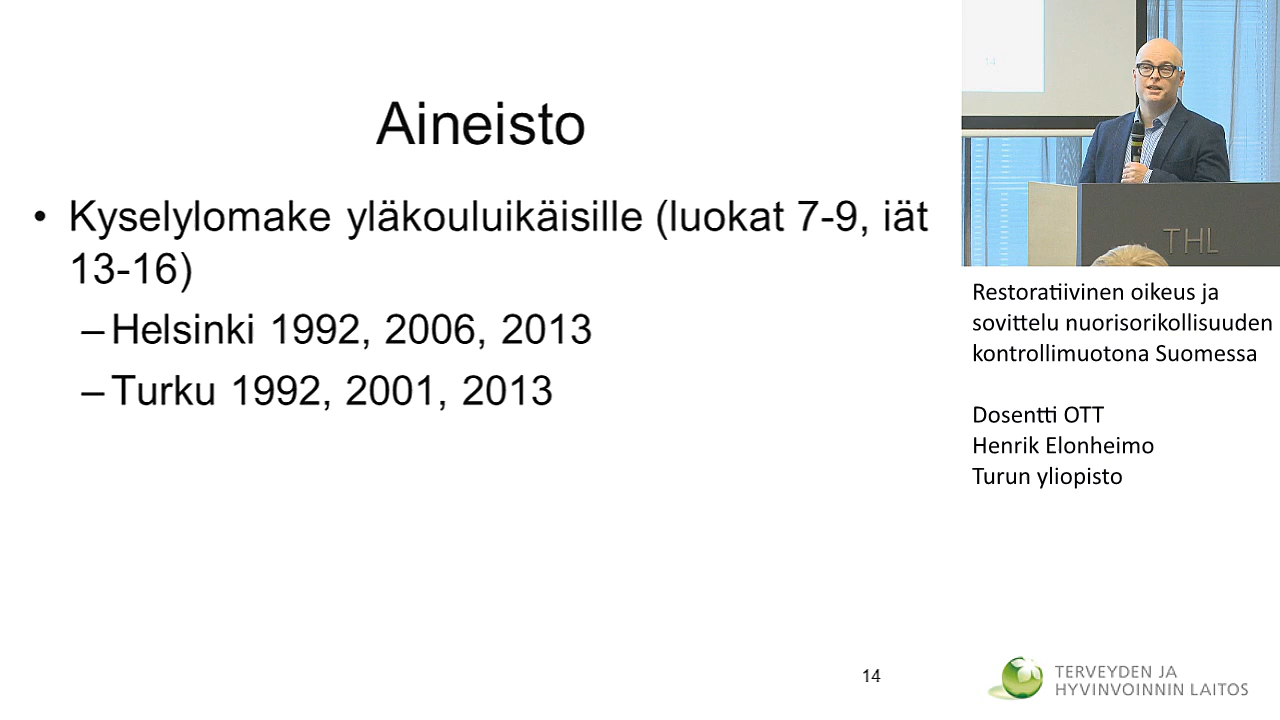 Aineisto
• Kyselylomake yläkouluikäisille (luokat 7-9, iät
13-16)
– Helsinki 1992, 2006, 2013
– Turku 1992, 2001, 2013
14
14
THL
Restoratiivinen oikeus ja
sovittelu nuorisorikollisuuden
kontrollimuotona Suomessa
Dosentti OTT
Henrik Elonheimo
Turun yliopisto
TERVEYDEN JA
HYVINVOINNIN LAITOS